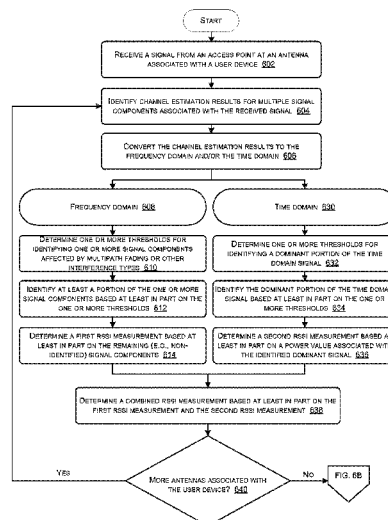 START
RECEIVE A SIGNAL FROM AN ACCESS POINT AT AN ANTENNA
ASSOCIATED WITH A USER DEVICE 602
IDENTIFY CHANNEL ESTIMATION RESULTS FOR MULTIPLE SIGNAL
COMPONENTS ASSOCIATED WITH THE RECEIVED SIGNAL 604
CONVERT THE CHANNEL ESTIMATION RESULTS TO THE
FREQUENCY DOMAIN AND/OR THE TIME DOMAIN 606
FREQUENCY DOMAIN 608
DETERMINE ONE OR MORE THRESHOLDS FOR
IDENTIFYING ONE OR MORE SIGNAL COMPONENTS
AFFECTED BY MULTIPATH FADING OR OTHER
INTERFERENCE TYPES 610
IDENTIFY AT LEAST A PORTION OF THE ONE OR MORE
SIGNAL COMPONENTS BASED AT LEAST IN PART ON THE
ONE OR MORE THRESHOLDS 612
DETERMINE A FIRST RSSI MEASUREMENT BASED AT
LEAST IN PART ON THE REMAINING (E.G., NON-
IDENTIFIED) SIGNAL COMPONENTS 614
TIME DOMAIN 630
DETERMINE ONE OR MORE THRESHOLDS FOR
IDENTIFYING A DOMINANT PORTION OF THE TIME
DOMAIN SIGNAL 632
IDENTIFY THE DOMINANT PORTION OF THE TIME DOMA
SIGNAL BASED AT LEAST IN PART ON THE ONE OR
MORE THRESHOLDS 634
DETERMINE A SECOND RSSI MEASUREMENT BASED A
LEAST IN PART ON A POWER VALUE ASSOCIATED WIT
THE IDENTIFIED DOMINANT SIGNAL 636
DETERMINE A COMBINED RSSI MEASUREMENT BASED AT LEAST IN PART ON THE
FIRST RSSI MEASUREMENT AND THE SECOND RSSI MEASUREMENT 638
YES
MORE ANTENNAS ASSOCIATED WITH
THE USER DEVICE? 640
NO
FIG. 6B